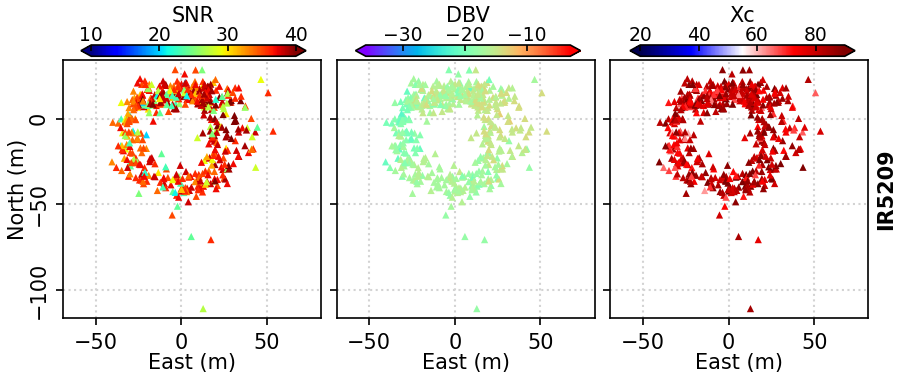 SNR DBV Xc
10 20 30 40 −30 −20 −10 20 40 60 80
0
−50
−100
North (m)
IR5209
−50 0 50 −50 0 50 −50 0 50
East (m) East (m) East (m)